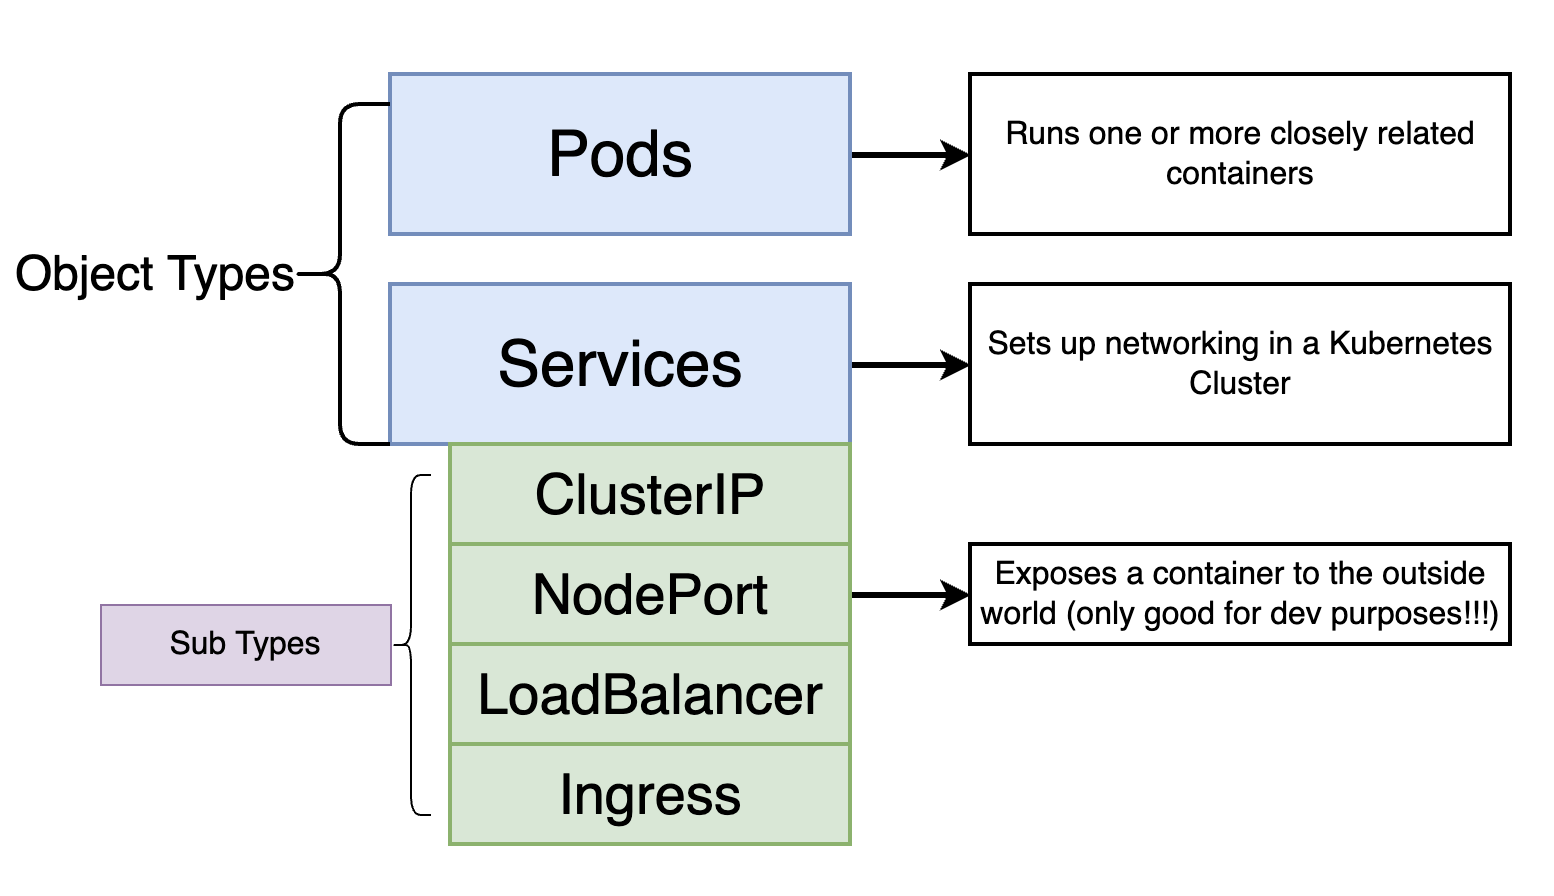 Pods
Runs one or more closely related
containers
Object Types
Services
Sets up networking in a Kubernetes
Cluster
ClusterIP
NodePort
Exposes a container to the outside
world (only good for dev purposes!!!)
Sub Types
LoadBalancer
Ingress